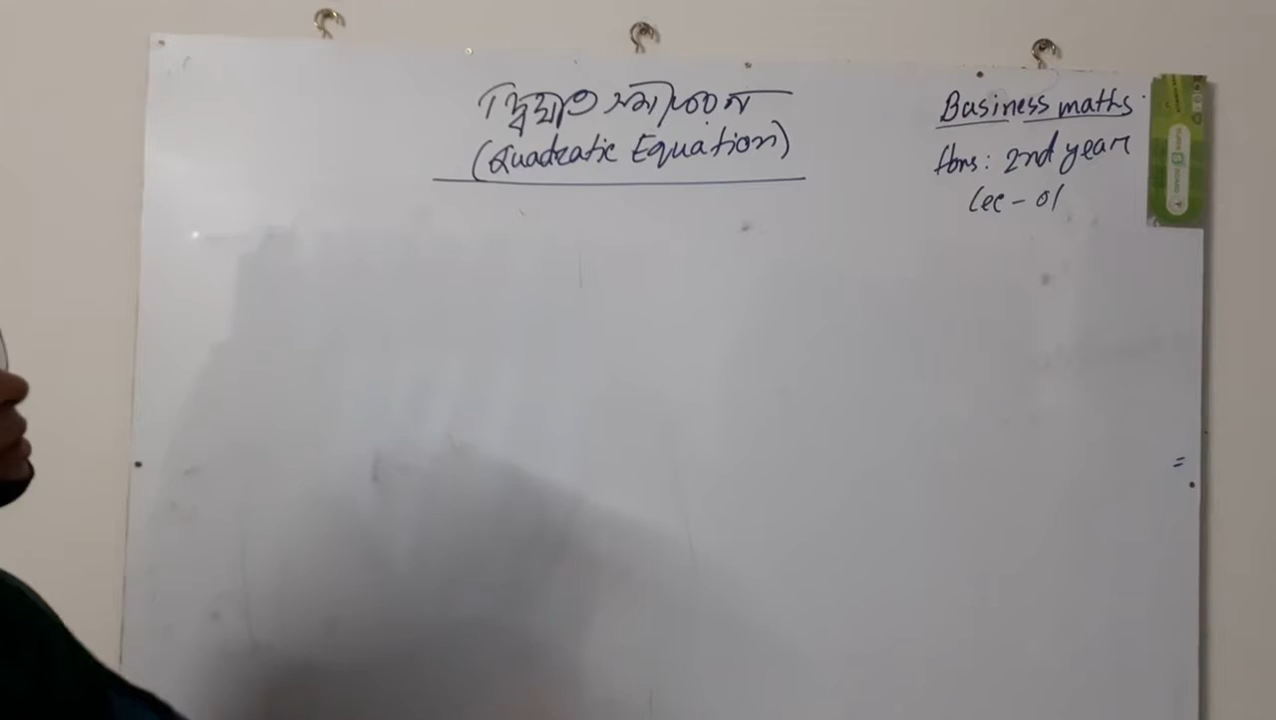 দ্বিঘাত সমীকরণ
(Quadratic Equation)
Business maths
Hons: 2nd year
Lec - 01
=